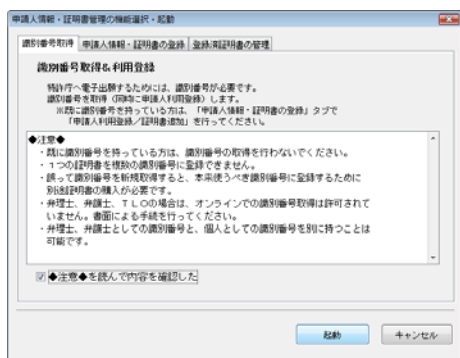 申請人情報・証明書管理の機能選択・起動
識別番号取得 申請人情報・証明書の登録 登録済証明書の管理
識別番号取得&利用登録
特許庁へ電子出願するためには、識別番号が必要です。
識別番号を取得(同時に申請人利用登録)します。
※既に識別番号を持っている方は、「申請人情報・証明書の登録」タブで
「申請人利用登録/証明書追加」を行ってください。
◆注意◆
・既に識別番号を持っている方は、識別番号の取得を行わないでください。
・1つの証明書を複数の識別番号に登録できません。
・誤って識別番号を新規取得すると、本来使うべき識別番号に登録するために
別途証明書の購入が必要です。
・弁理士、弁護士、TLOの場合は、オンラインでの識別番号取得は許可されて
いません。書面による手続を行ってください。
・弁理士、弁護士としての識別番号と、個人としての識別番号を別に持つことは
可能です。
◆注意◆を読んで内容を確認した
起動 キャンセル